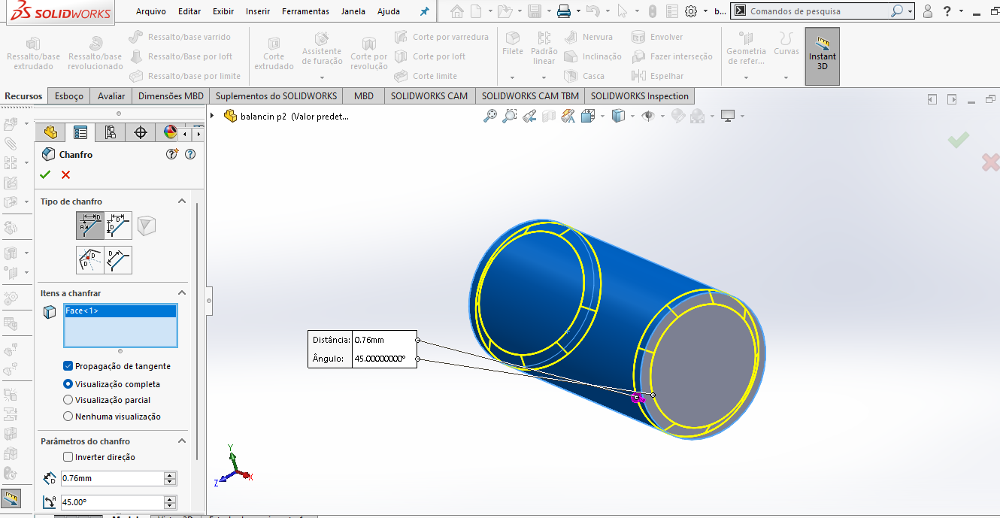 SOLIDWORKS Arquivo Editar Exibir Inserir Ferramentas Janela Ajuda b... Comandos de pesquisa ?
Ressalto/base extrudado
Ressalto/base revolucionado
Ressalto/base varrido
Ressalto/Base por loft
Ressalto/base por limite
Corte extrudado
Assistente de furação
Corte por revolução
Corte por varredura
Corte por loft
Corte limite
Filete
Padrão linear
Nervura
Inclinação
Casca
Envolver
Fazer interseção
Espelhar
Geometria de refer...
Curvas
Instant 3D
Recursos Esboço Avaliar Dimensões MBD Suplementos do SOLIDWORKS MBD SOLIDWORKS CAM SOLIDWORKS CAM TBM SOLIDWORKS Inspection
balancin p2 (Valor predet...
Chanfro
Tipo de chanfro
Itens a chanfrar
Face<1>
Propagação de tangente
Visualização completa
Visualização parcial
Nenhuma visualização
Parâmetros do chanfro
Inverter direção
0.76mm
45.00º
Distância: 0.76mm
Ângulo: 45.00000000º
Y
Z
X